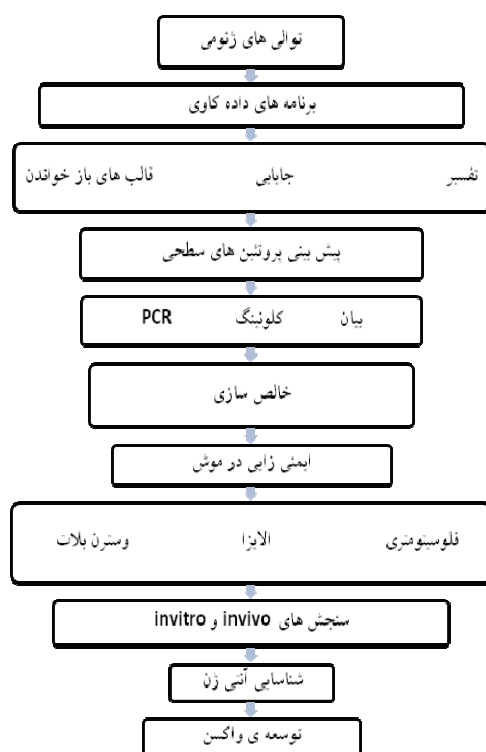 توالی های ژنومی
برنامه های داده کاوی
تفسیر جایابی قالب های باز خواندن
پیش بینی پروتئین های سطحی
بیان کلونینگ PCR
خالص سازی
ایمنی زایی در موش
فلوسیتومتری الایزا وسترن بلات
سنجش های invivo و invitro
شناسایی آنتی ژن
توسعه ی واکسن